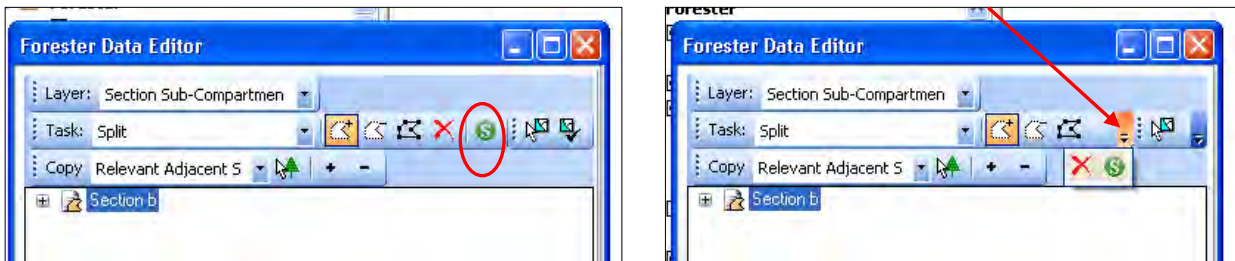 Forester Data Editor
Layer: Section Sub-Compartmen
Task: Split
S
Copy Relevant Adjacent S
Section b
Forester
Forester Data Editor
Layer: Section Sub-Compartmen
Task: Split
Copy Relevant Adjacent S
S
Section b